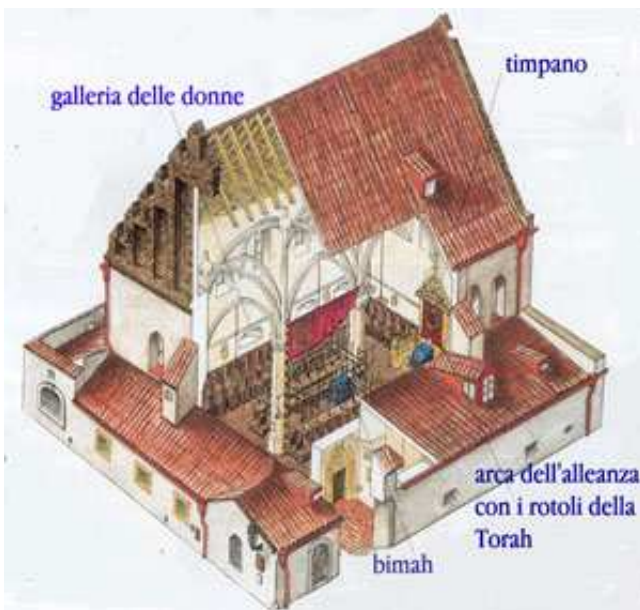 timpano
galleria delle donne
arca dell'alleanza
con i rotoli della
Torah
bimah